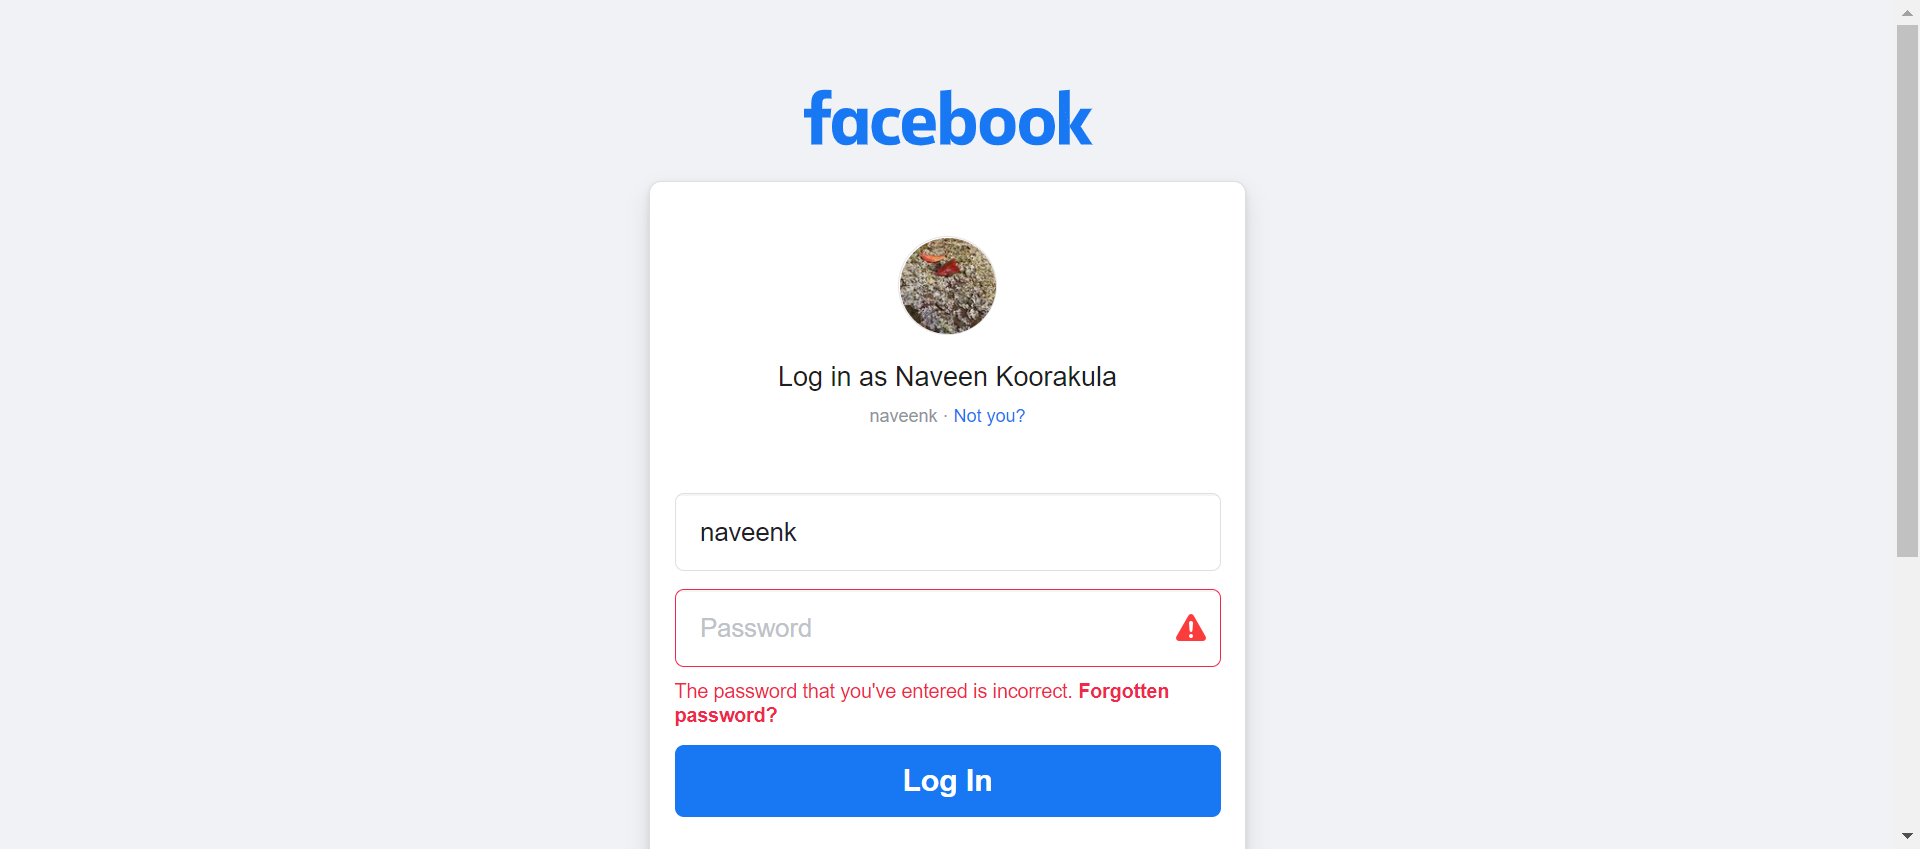 facebook
Log in as Naveen Koorakula
naveenk · Not you?
naveenk
Password
The password that you've entered is incorrect. Forgotten
password?
Log In